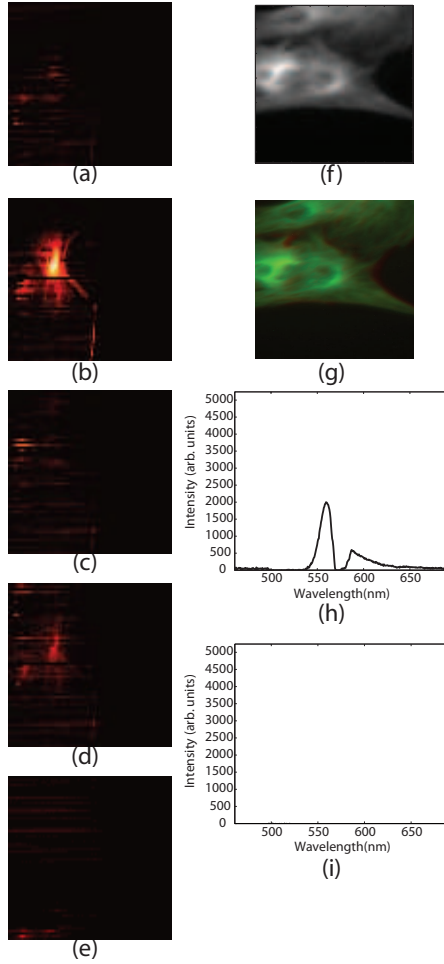 (a)
(b)
(c)
(d)
(e)
(f)
(g)
5000
4500
4000
3500
3000
2500
2000
1500
1000
500
0
Intensity (arb. units)
500 550 600 650
Wavelength(nm)
(h)
5000
4500
4000
3500
3000
2500
2000
1500
1000
500
0
Intensity (arb. units)
500 550 600 650
Wavelength(nm)
(i)